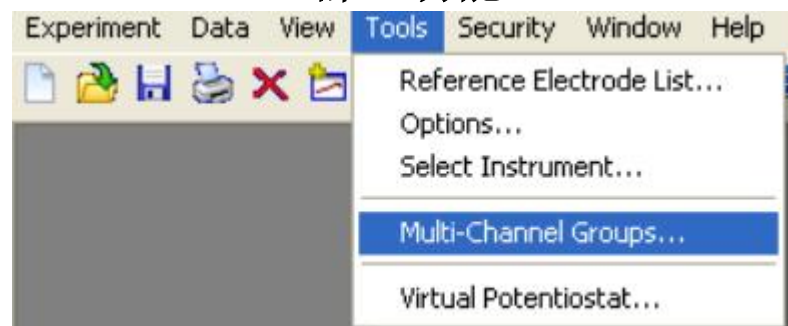 Experiment Data View Tools Security Window Help
Reference Electrode List...
Options...
Select Instrument...
Multi-Channel Groups...
Virtual Potentiostat...